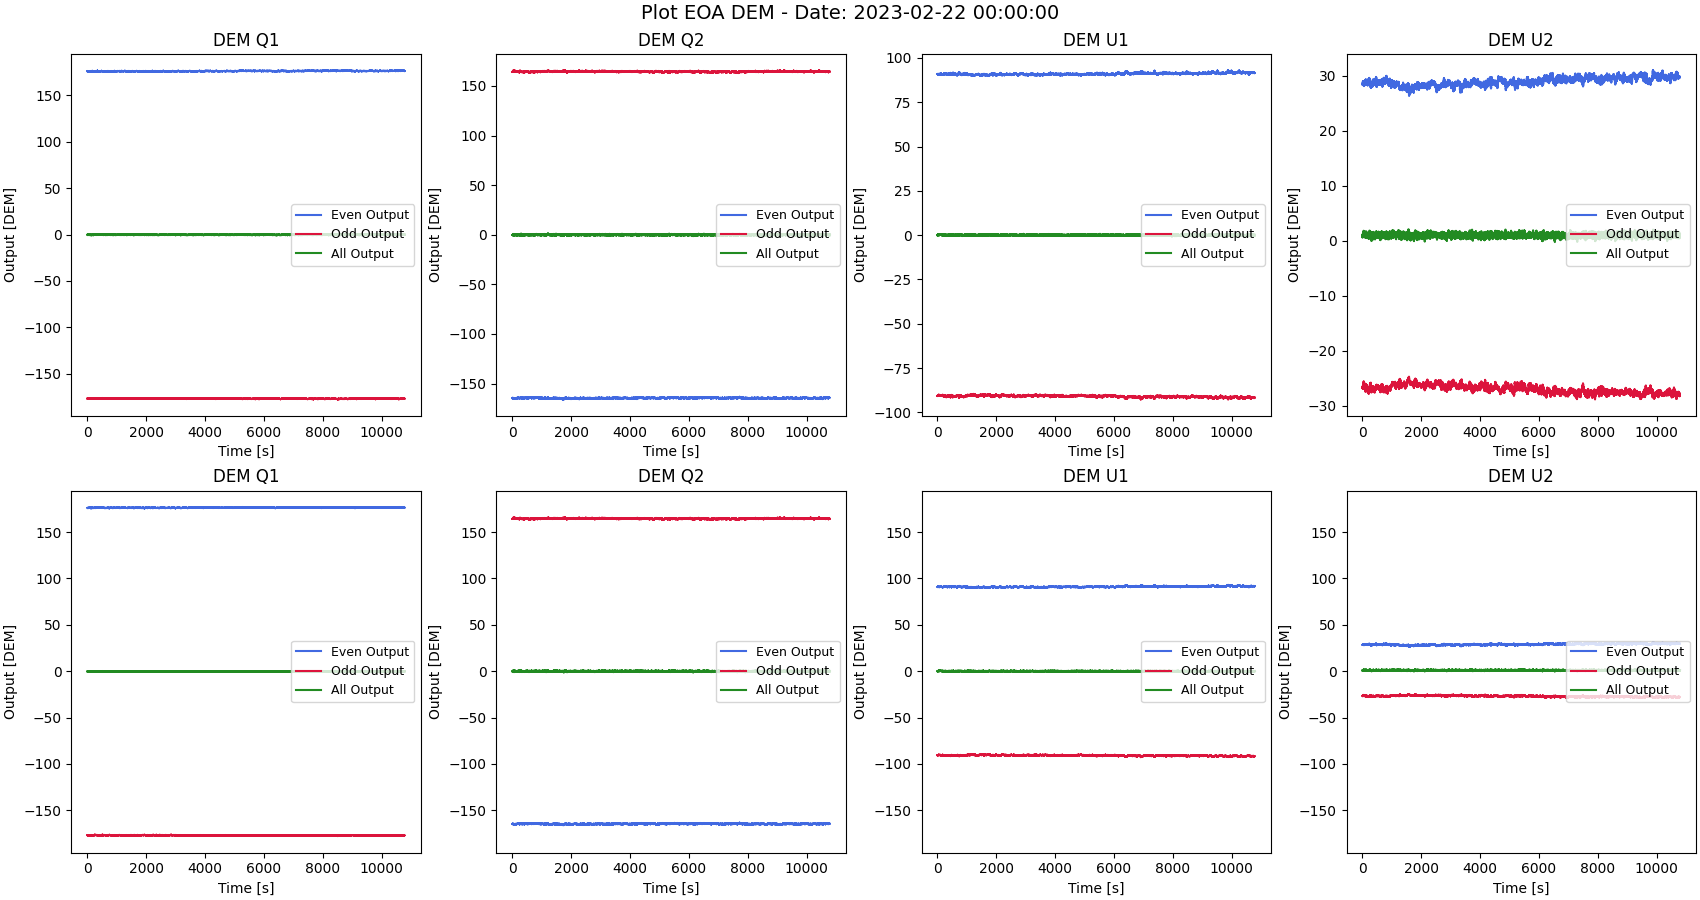 Plot EOA DEM - Date: 2023-02-22 00:00:00
DEM Q1
Output [DEM]
150
100
50
0
−50
−100
−150
Even Output
Odd Output
All Output
0 2000 4000 6000 8000 10000
Time [s]
DEM Q2
Output [DEM]
150
100
50
0
−50
−100
−150
Even Output
Odd Output
All Output
0 2000 4000 6000 8000 10000
Time [s]
DEM U1
Output [DEM]
100
75
50
25
0
−25
−50
−75
−100
Even Output
Odd Output
All Output
0 2000 4000 6000 8000 10000
Time [s]
DEM U2
Output [DEM]
30
20
10
0
−10
−20
−30
Even Output
Odd Output
All Output
0 2000 4000 6000 8000 10000
Time [s]
DEM Q1
Output [DEM]
150
100
50
0
−50
−100
−150
Even Output
Odd Output
All Output
0 2000 4000 6000 8000 10000
Time [s]
DEM Q2
Output [DEM]
150
100
50
0
−50
−100
−150
Even Output
Odd Output
All Output
0 2000 4000 6000 8000 10000
Time [s]
DEM U1
Output [DEM]
150
100
50
0
−50
−100
−150
Even Output
Odd Output
All Output
0 2000 4000 6000 8000 10000
Time [s]
DEM U2
Output [DEM]
150
100
50
0
−50
−100
−150
Even Output
Odd Output
All Output
0 2000 4000 6000 8000 10000
Time [s]